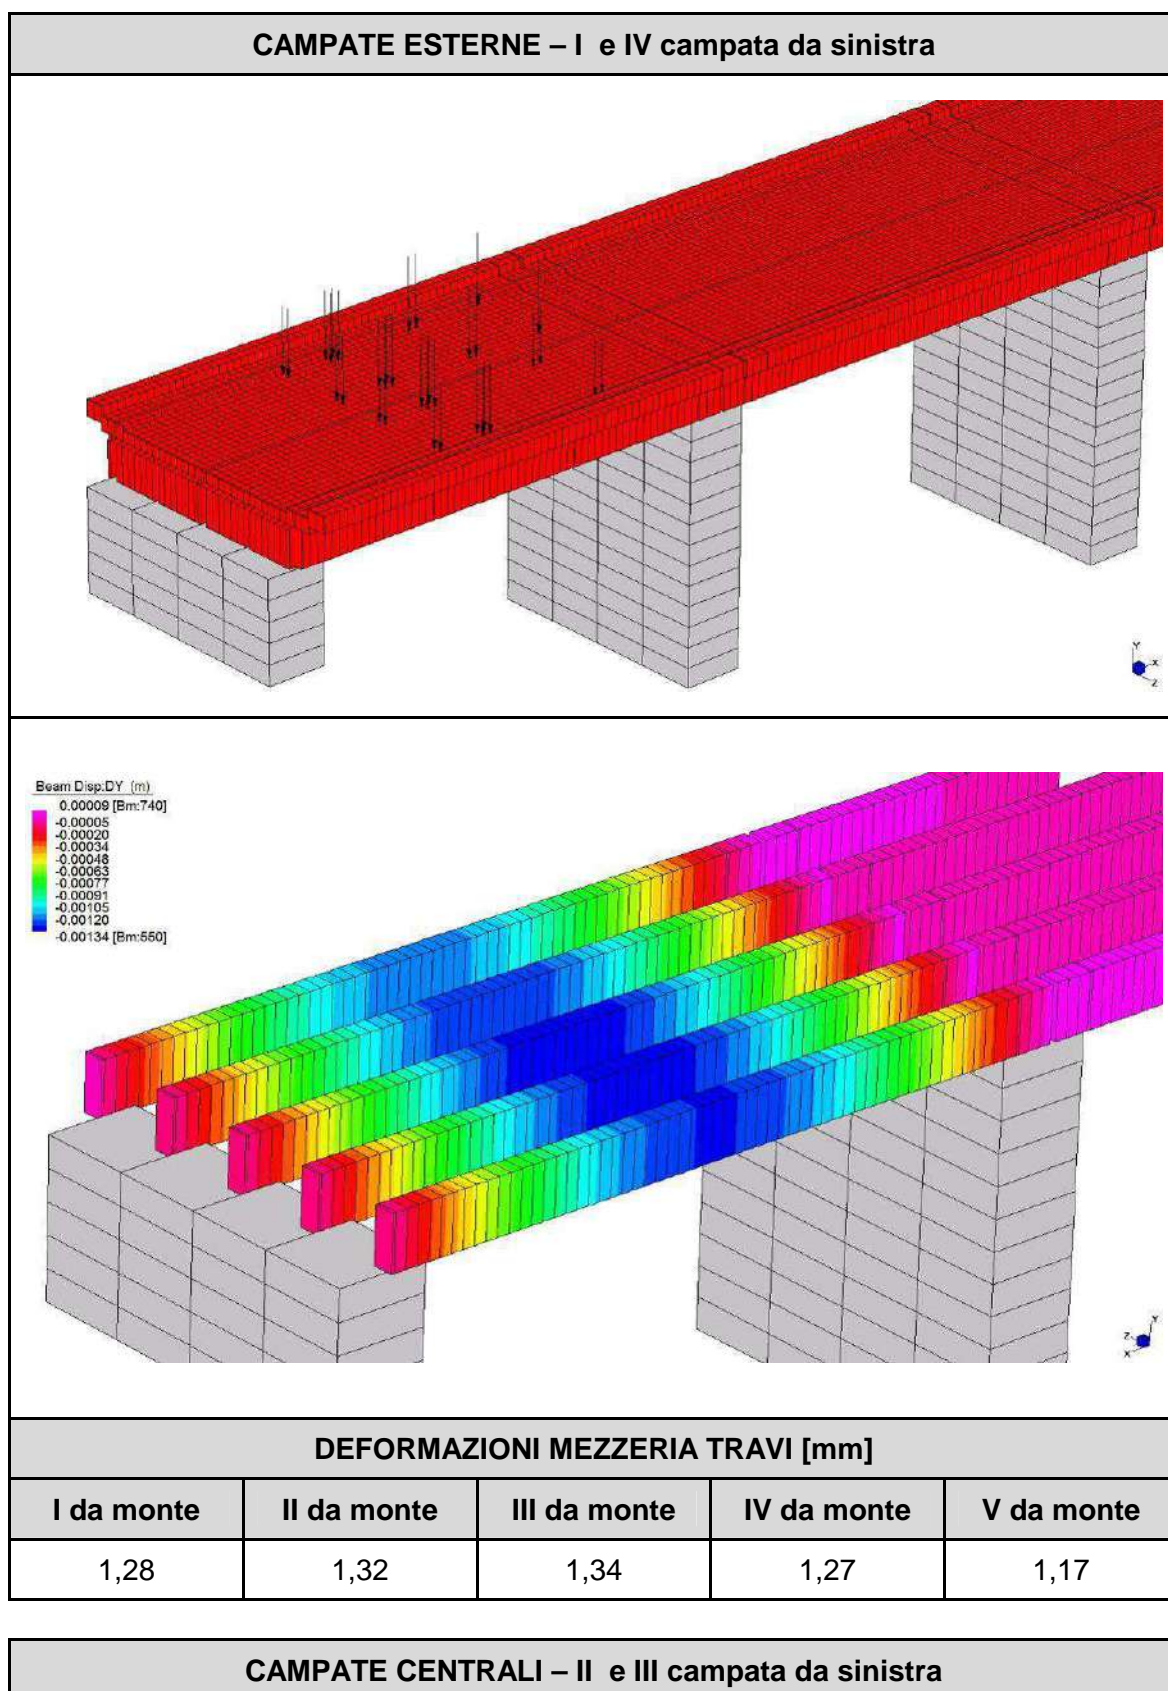 CAMPATE ESTERNE – I e IV campata da sinistra
Y
X
Z
Beam Disp:DY (m)
0.00009 [Bm:740]
-0.00005
-0.00020
-0.00034
-0.00048
-0.00063
-0.00077
-0.00091
-0.00105
-0.00120
-0.00134 [Bm:550]
Y
Z
X
DEFORMAZIONI MEZZERIA TRAVI [mm]
I da monte II da monte III da monte IV da monte V da monte
1,28 1,32 1,34 1,27 1,17
CAMPATE CENTRALI – II e III campata da sinistra